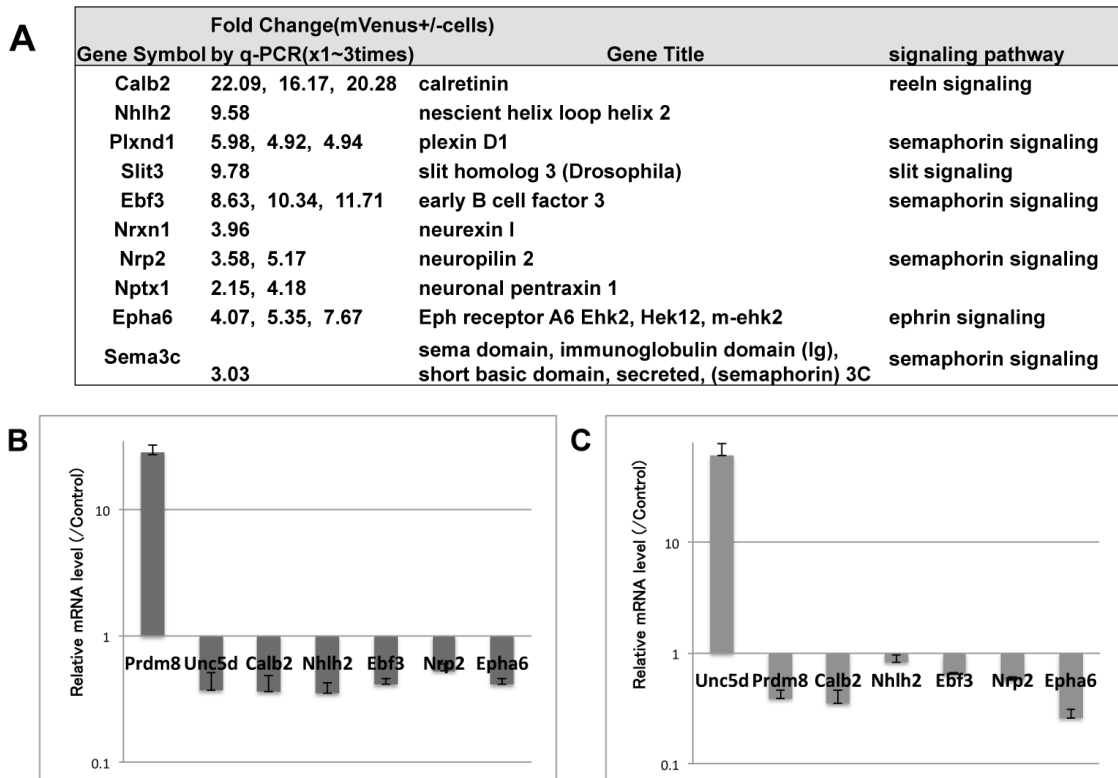 A
Fold Change(mVenus+/-cells)
Gene Symbol by q-PCR(x1~3times) Gene Title signaling pathway
Calb2 22.09, 16.17, 20.28 calretinin reeln signaling
Nhlh2 9.58 nescient helix loop helix 2
Plxnd1 5.98, 4.92, 4.94 plexin D1 semaphorin signaling
Slit3 9.78 slit homolog 3 (Drosophila) slit signaling
Ebf3 8.63, 10.34, 11.71 early B cell factor 3 semaphorin signaling
Nrxn1 3.96 neurexin I
Nrp2 3.58, 5.17 neuropilin 2 semaphorin signaling
Nptx1 2.15, 4.18 neuronal pentraxin 1
Epha6 4.07, 5.35, 7.67 Eph receptor A6 Ehk2, Hek12, m-ehk2 ephrin signaling
Sema3c sema domain, immunoglobulin domain (Ig), semaphorin signaling
3.03 short basic domain, secreted, (semaphorin) 3C
B
Relative mRNA level (/Control)
10
1
Prdm8 Unc5d Calb2 Nhlh2 Ebf3 Nrp2 Epha6
0.1
C
Relative mRNA level (/Control)
10
1
Unc5d Prdm8 Calb2 Nhlh2 Ebf3 Nrp2 Epha6
0.1